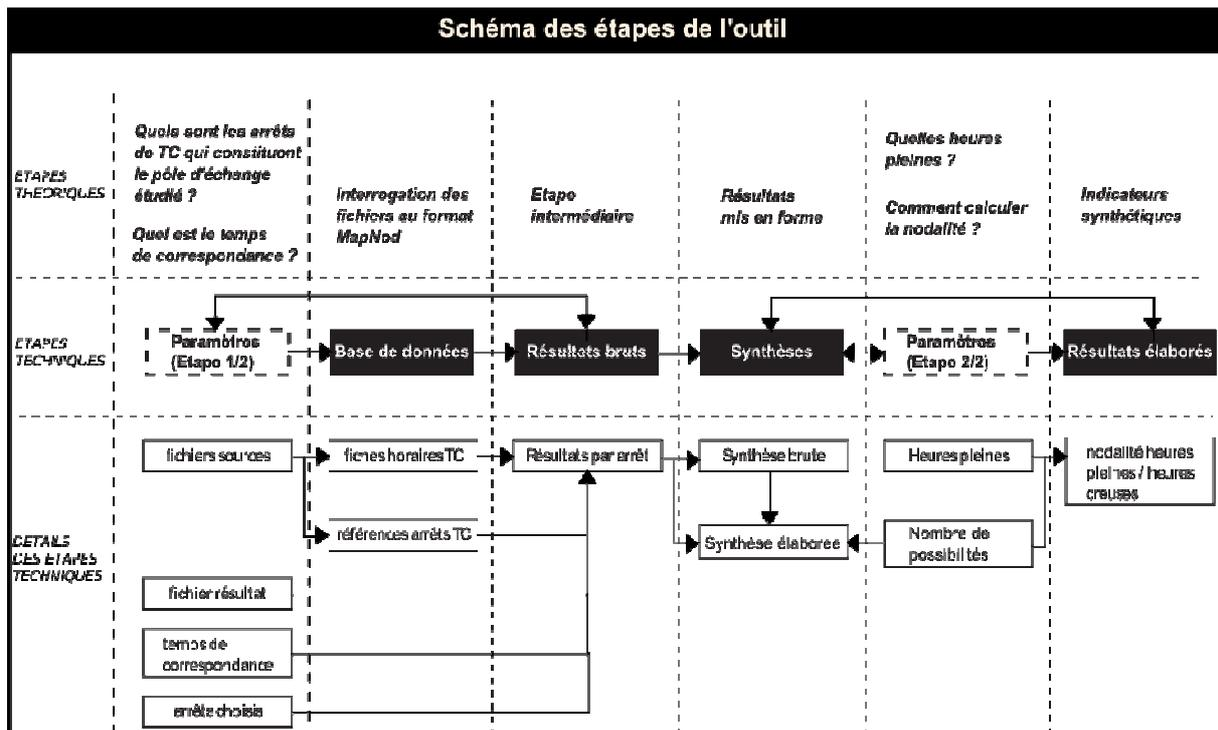 Schéma des étapes de l'outil
ETAPES
THEORIQUES
Quels sont les arrêts
de TC qui constituent
le pôle d'échange
étudié ?
Quel est le temps
de correspondance ?
Interrogation des
fichiers au format
MapNod
Etape
intermédiaire
Résultats
mis en forme
Quelles heures
pleines ?
Comment calculer
la nodalité ?
Indicateurs
synthétiques
ETAPES
TECHNIQUES
Paramètres
(Etape 1/2)
Base de données
Résultats bruts
Synthèses
Paramètres
(Etape 2/2)
Résultats élaborés
DETAILS
DES ETAPES
TECHNIQUES
fichiers sources
fiches horaires TC
Résultats par arrêt
Synthèse brute
Heures pleines
nodalité heures
pleines / heures
creuses
références arrêts TC
Synthèse élaborée
Nombre de
possibiltés
fichier résultat
temps de
correspondance
arrêts choisis